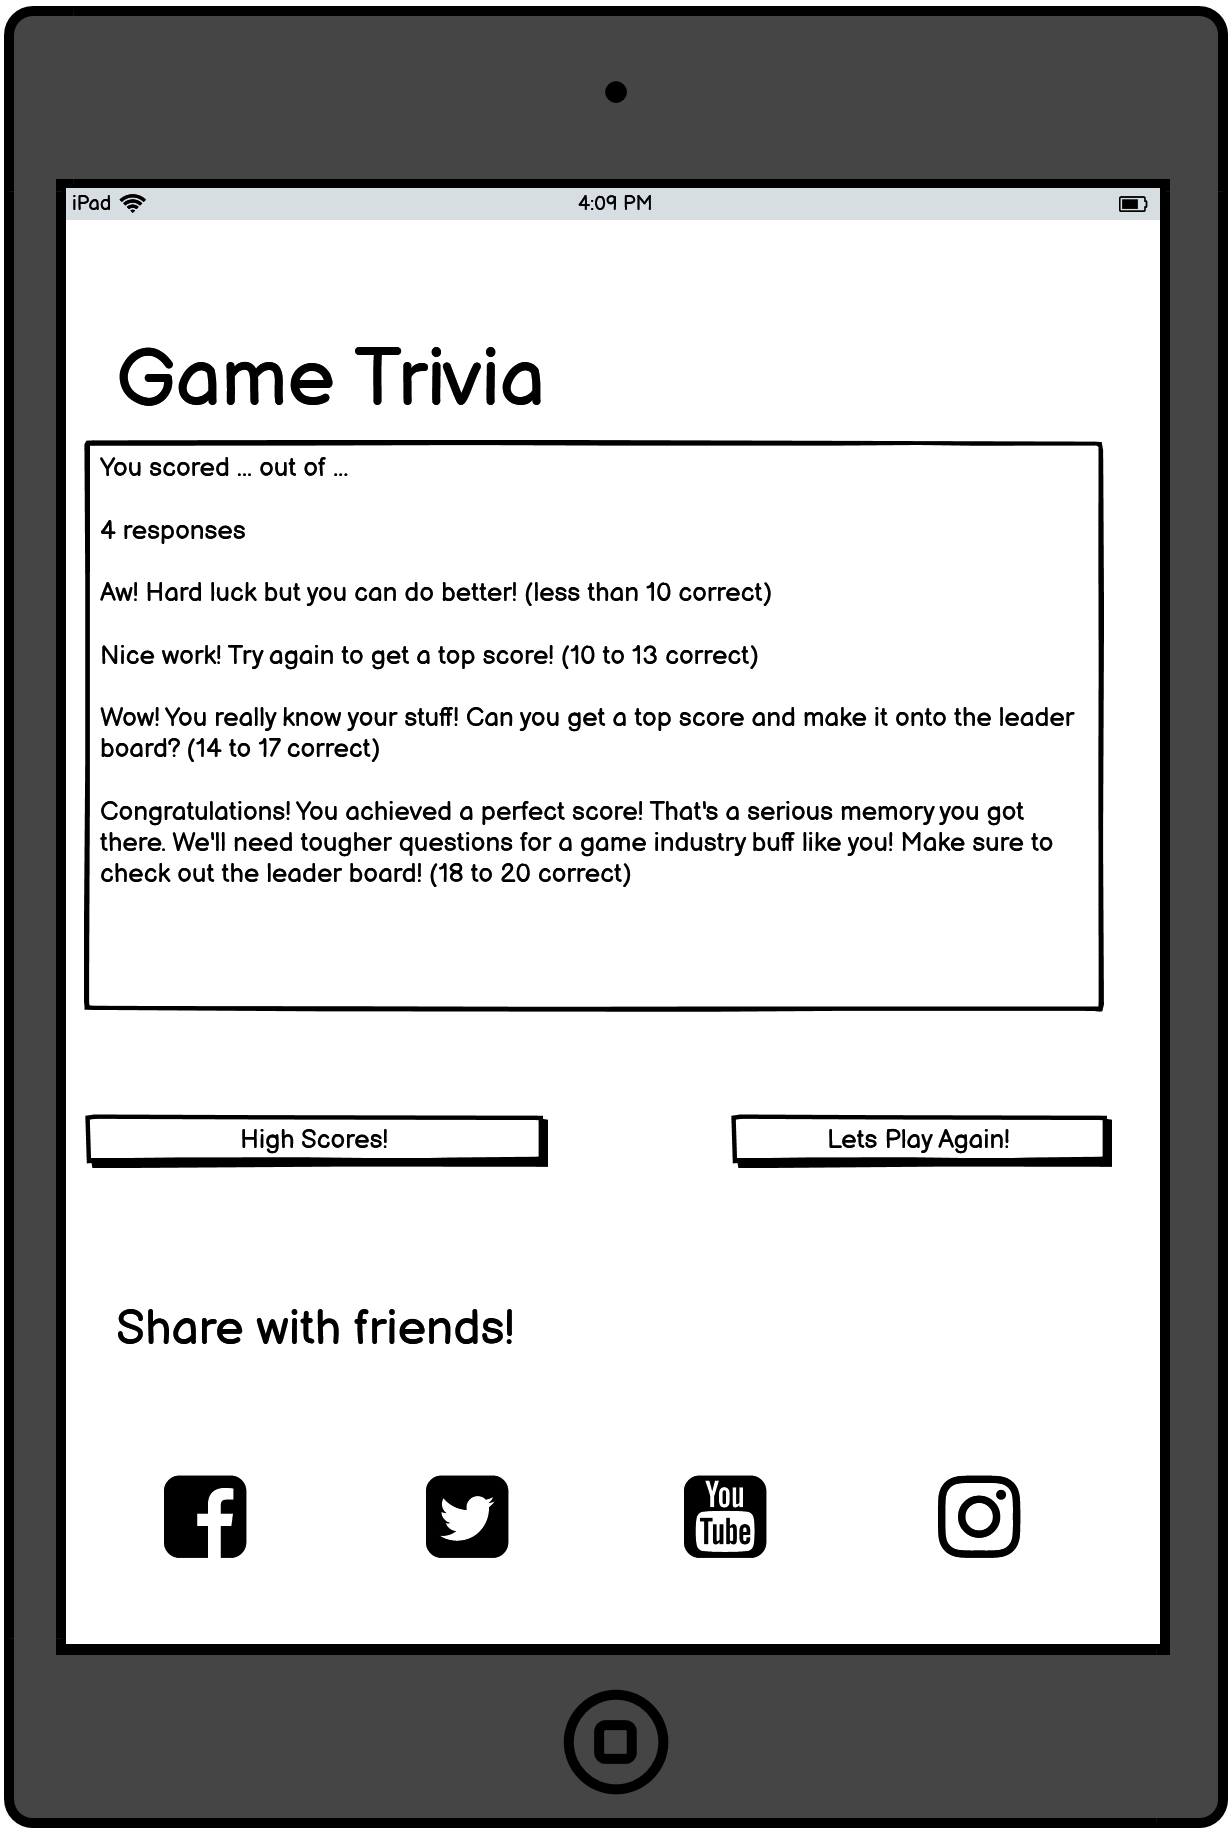 iPad 4:09 PM
Game Trivia
You scored ... out of ...
4 responses
Aw! Hard luck but you can do better! (less than 10 correct)
Nice work! Try again to get a top score! (10 to 13 correct)
Wow! You really know your stuff! Can you get a top score and make it onto the leader
board? (14 to 17 correct)
Congratulations! You achieved a perfect score! That's a serious memory you got
there. We'll need tougher questions for a game industry buff like you! Make sure to
check out the leader board! (18 to 20 correct)
High Scores! Lets Play Again!
Share with friends!
You
Tube